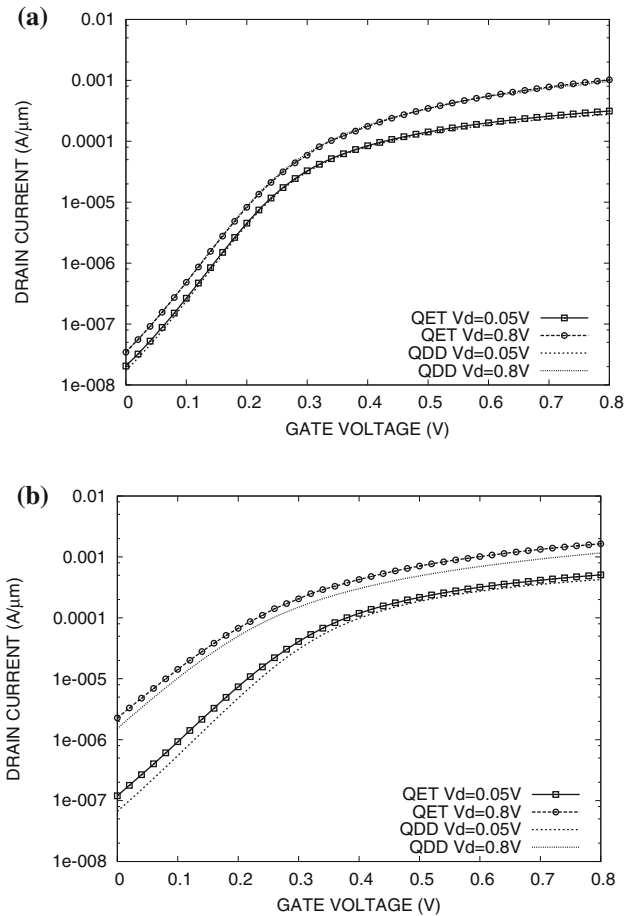 (a)
0.01
0.001
0.0001
1e-005
1e-006
1e-007
1e-008
DRAIN CURRENT (A/μm)
QET Vd=0.05V
QET Vd=0.8V
QDD Vd=0.05V
QDD Vd=0.8V
0 0.1 0.2 0.3 0.4 0.5 0.6 0.7 0.8
GATE VOLTAGE (V)
(b)
0.01
0.001
0.0001
1e-005
1e-006
1e-007
1e-008
DRAIN CURRENT (A/μm)
QET Vd=0.05V
QET Vd=0.8V
QDD Vd=0.05V
QDD Vd=0.8V
0 0.1 0.2 0.3 0.4 0.5 0.6 0.7 0.8
GATE VOLTAGE (V)